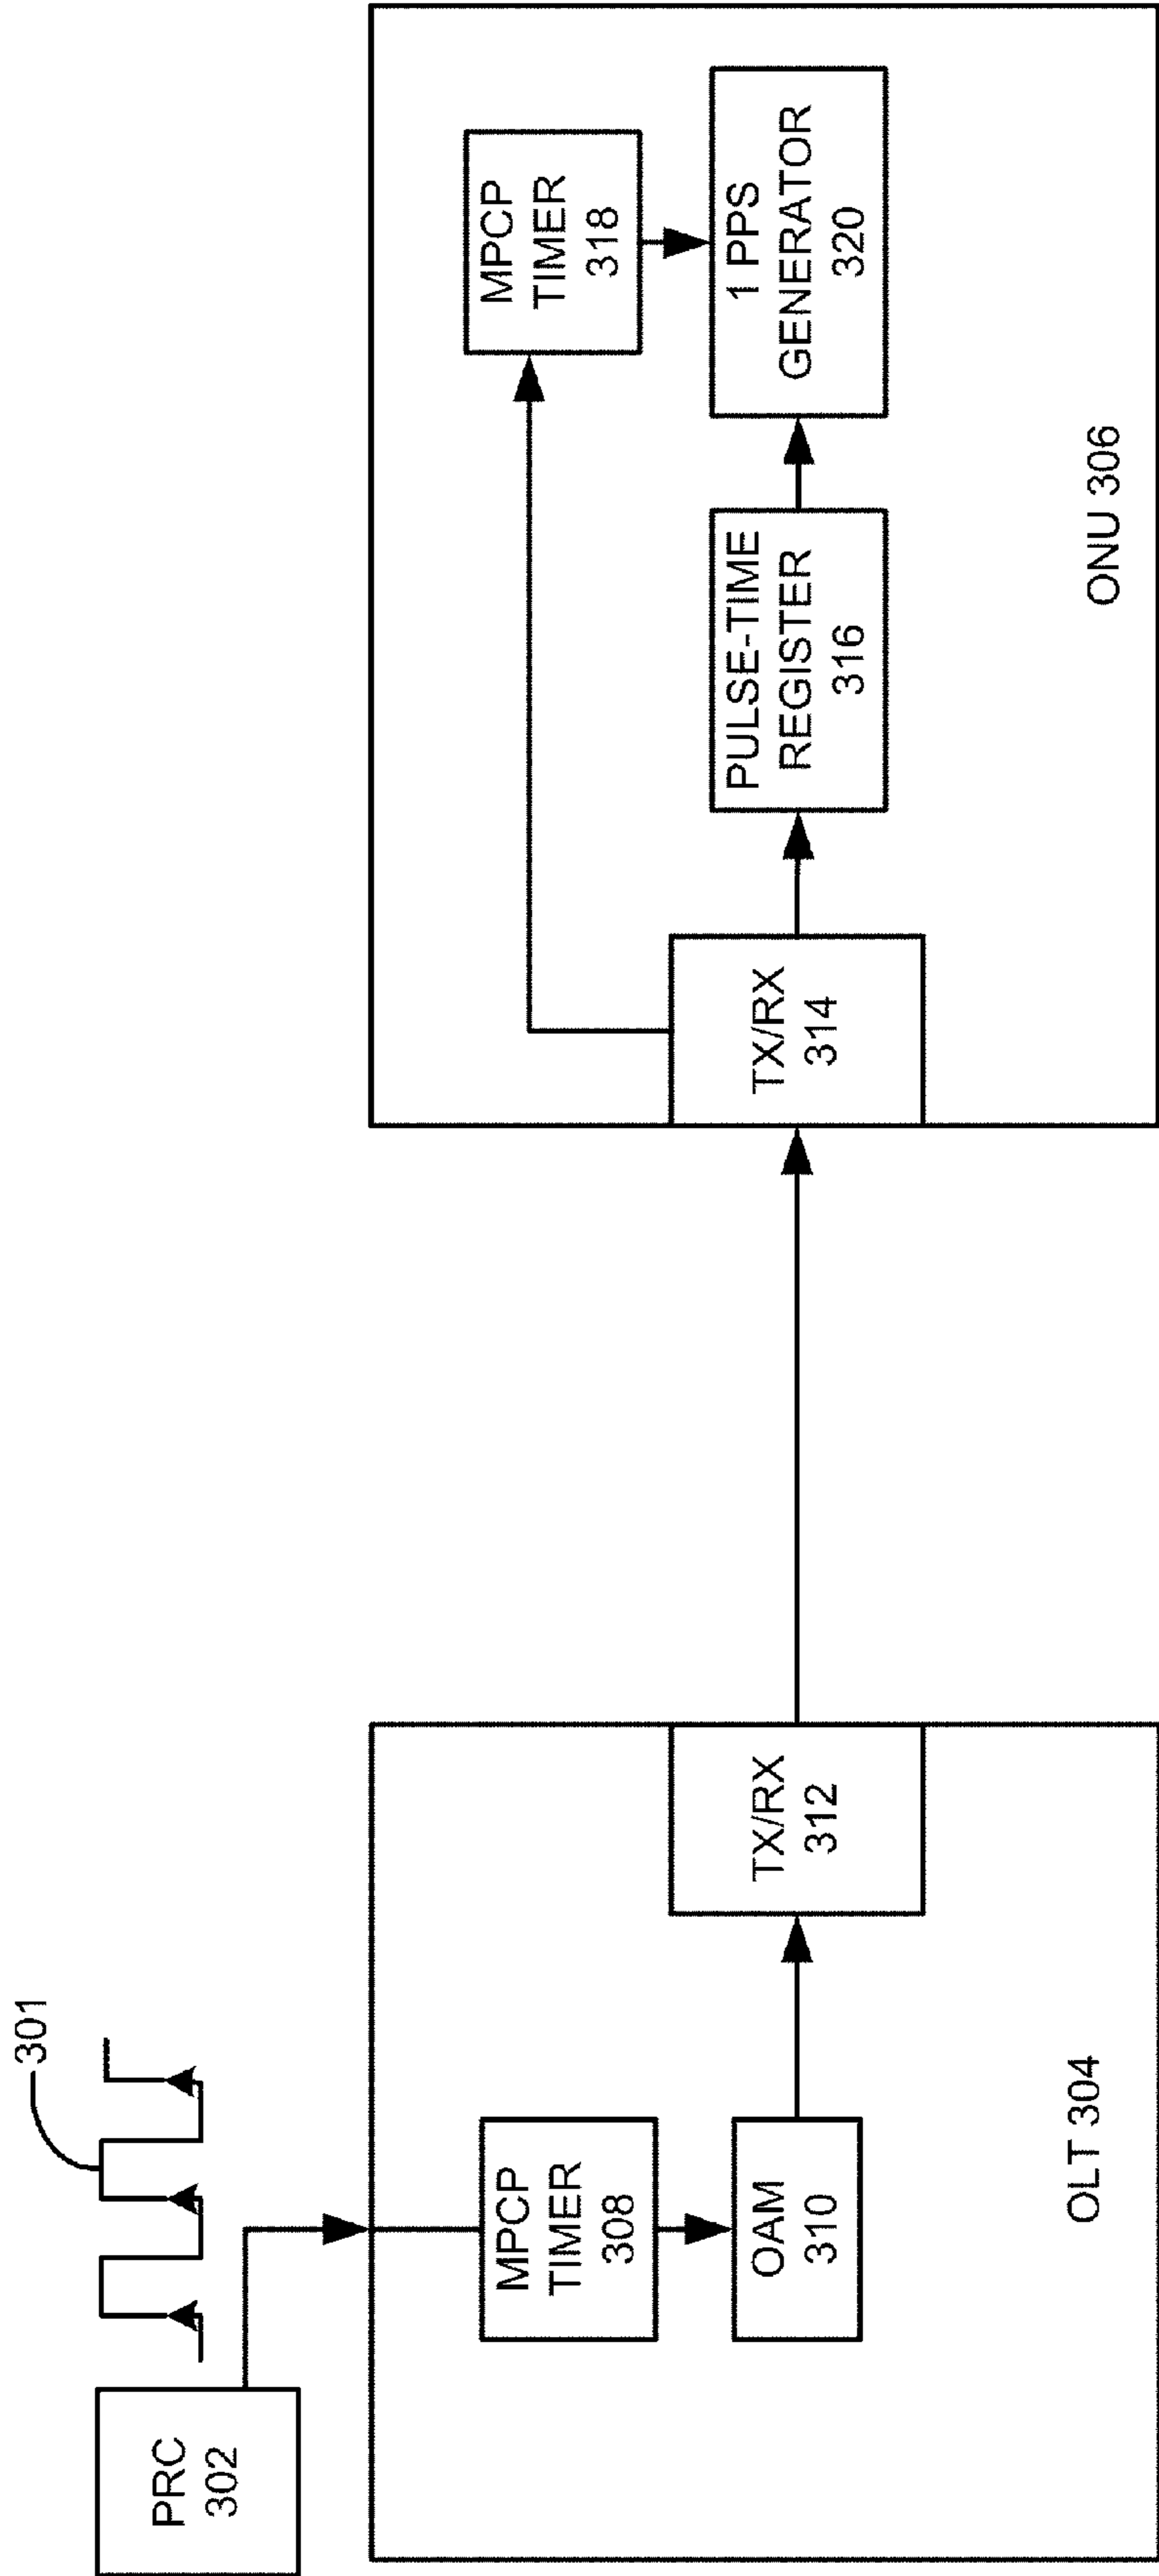 301
PRC
302
MPCP
TIMER
308
OAM
310
TX/RX
312
OLT 304
TX/RX
314
PULSE-TIME
REGISTER
316
MPCP
TIMER
318
1 PPS
GENERATOR
320
ONU 306